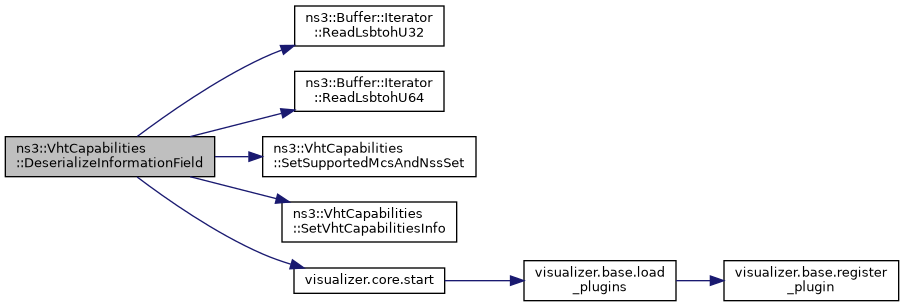 ns3::Buffer::Iterator
::ReadLsbtohU32
ns3::Buffer::Iterator
::ReadLsbtohU64
ns3::VhtCapabilities
::DeserializeInformationField
ns3::VhtCapabilities
::SetSupportedMcsAndNssSet
ns3::VhtCapabilities
::SetVhtCapabilitiesInfo
visualizer.core.start
visualizer.base.load
_plugins
visualizer.base.register
_plugin